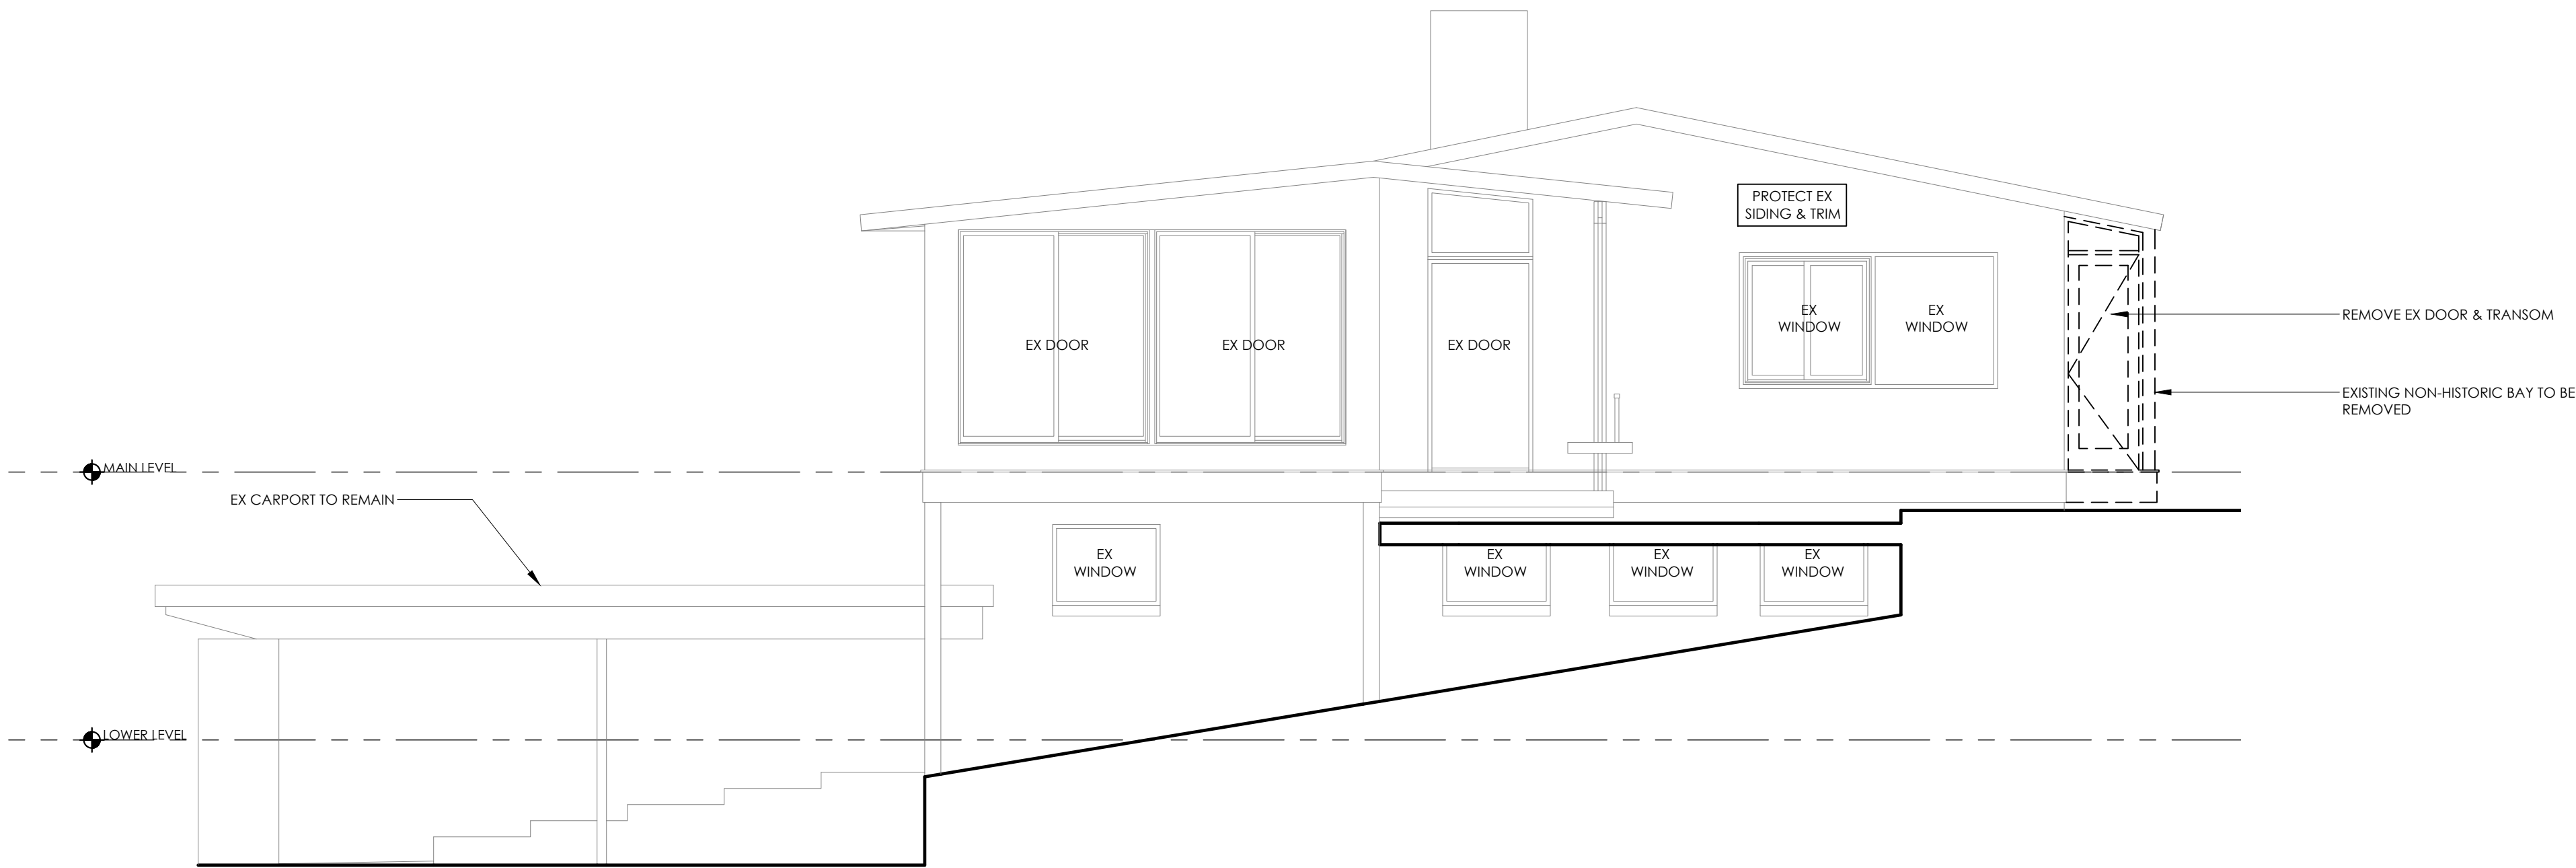 PROTECT EX
SIDING & TRIM
EX DOOR
EX DOOR
EX DOOR
EX
WINDOW
EX
WINDOW
REMOVE EX DOOR & TRANSOM
EXISTING NON-HISTORIC BAY TO BE
REMOVED
MAIN LEVEL
EX CARPORT TO REMAIN
EX
WINDOW
EX
WINDOW
EX
WINDOW
EX
WINDOW
LOWER LEVEL